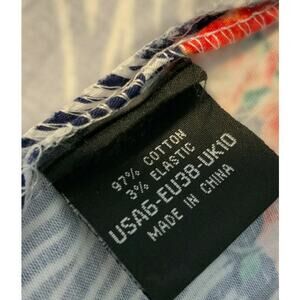 97% COTTON
3% ELASTIC
USA6-EU38-UK10
MADE IN CHINA